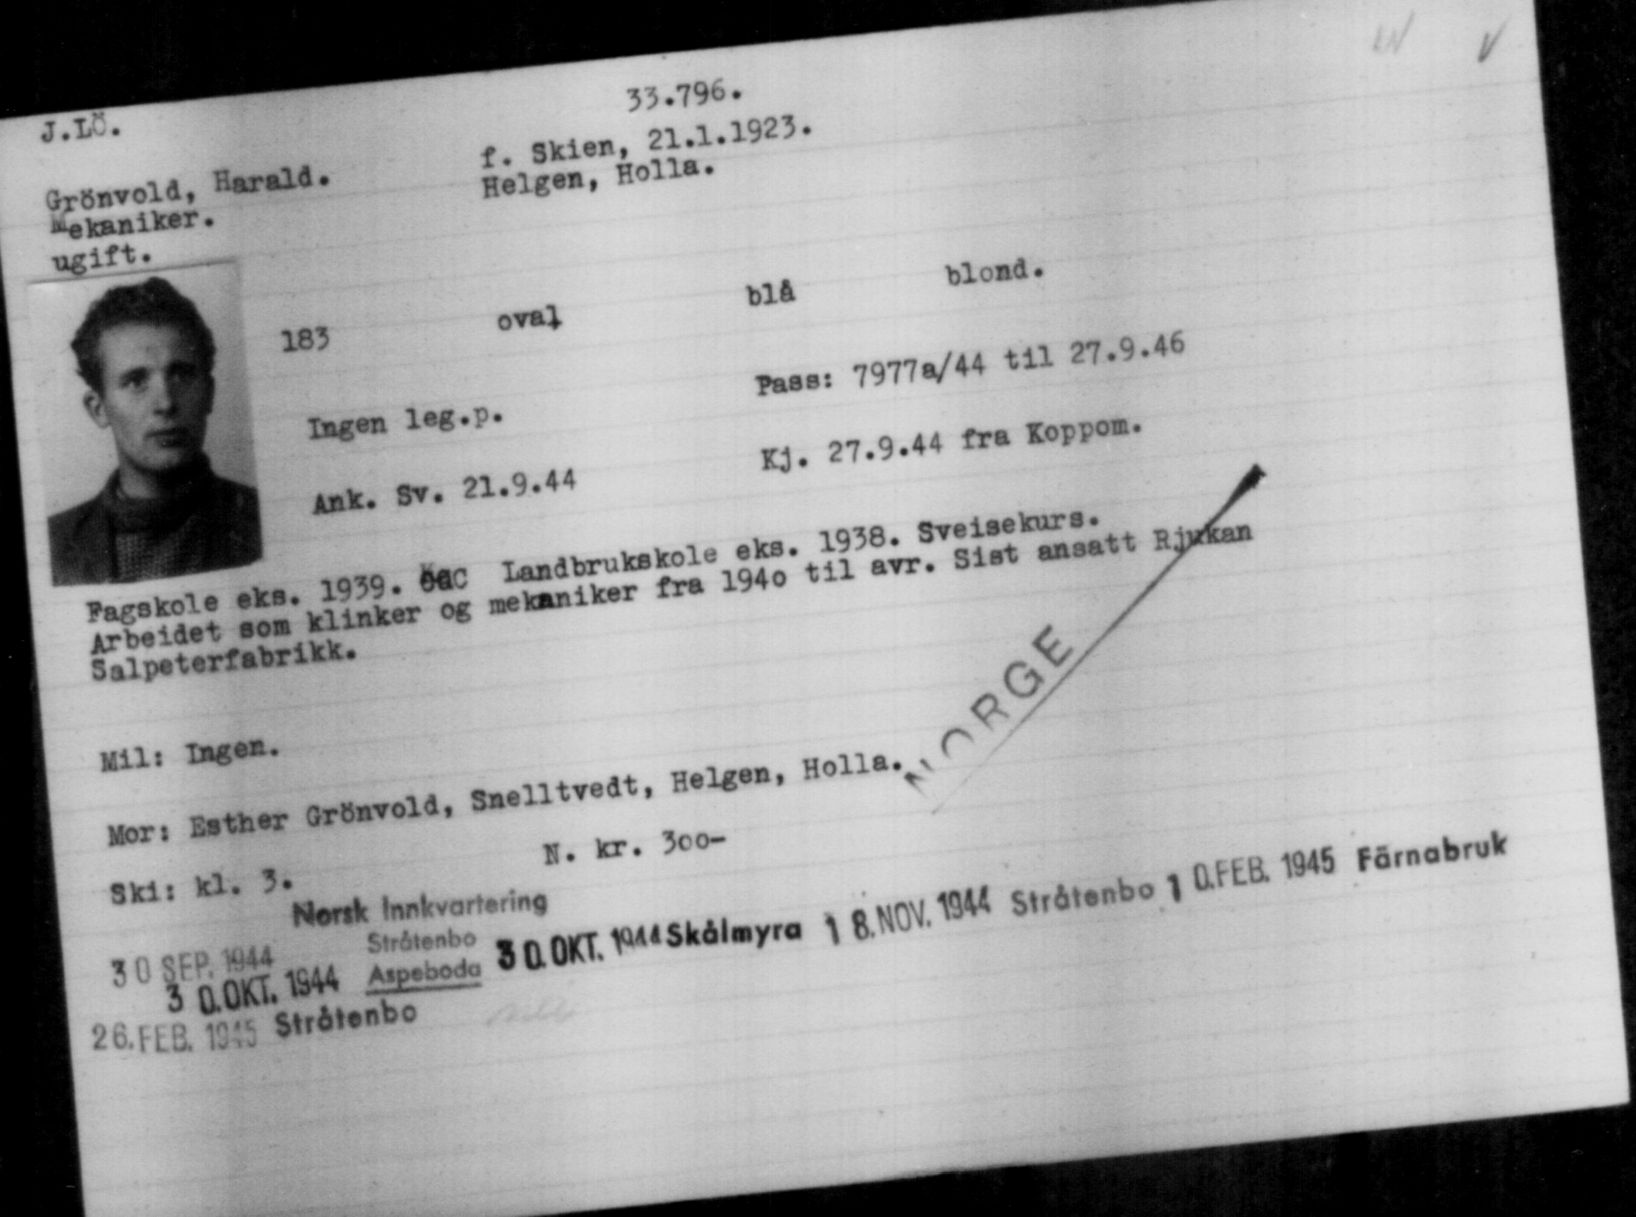 J.LÖ.
33.796.
Grönvold, Harald.
f. Skien, 21.1.1923.
Mekaniker.
Helgen, Holla.
ugift.
183 oval blå blond.
Ingen leg.p.
Pass: 7977a/44 til 27.9.46
Ank. Sv. 21.9.44
Kj. 27.9.44 fra Koppom.
Fagskole eks. 1939. Landbrukskole eks. 1938. Sveisekurs.
Arbeidet som klinker og mekaniker fra 194o til avr. Sist ansatt Rjukan
Salpeterfabrikk.
NORGE
Mil: Ingen.
Mor: Esther Grönvold, Snelltvedt, Helgen, Holla.
Ski: kl. 3.
N. kr. 3oo-
Norsk Innkvartering
30 SEP. 1944 Stråtenbo
30.OKT. 1944 Aspeboda 30.OKT. 1944 Skålmyra 18.NOV. 1944 Stråtenbo 10.FEB. 1945 Färnabruk
26.FEB. 1945 Stråtenbo